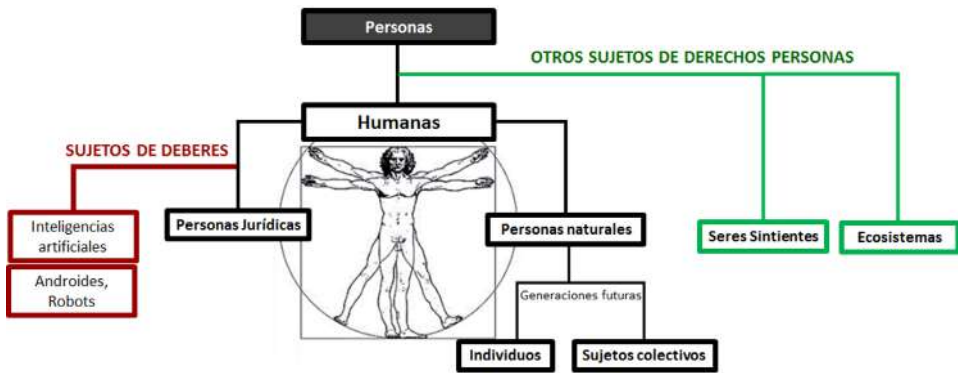 Personas
OTROS SUJETOS DE DERECHOS PERSONAS
Humanas
SUJETOS DE DEBERES
Inteligencias
artificiales
Personas Jurídicas
Personas naturales
Seres Sintientes
Ecosistemas
Androides,
Robots
Generaciones futuras
Individuos
Sujetos colectivos